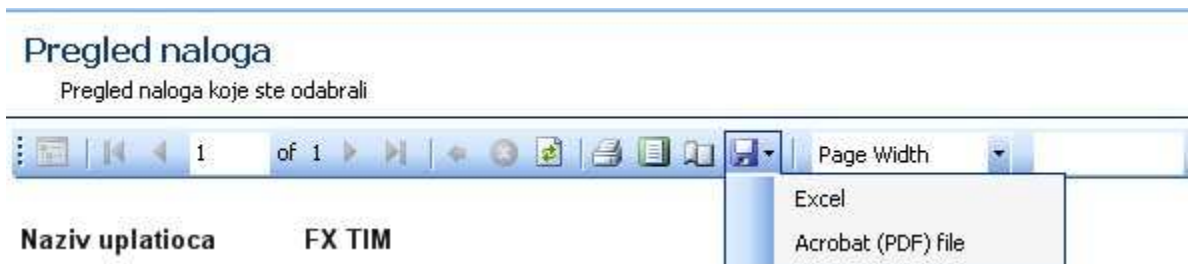 Pregled naloga
Pregled naloga koje ste odabrali
1 of 1 Page Width
Excel
Naziv uplatioca FX TIM
Acrobat (PDF) file